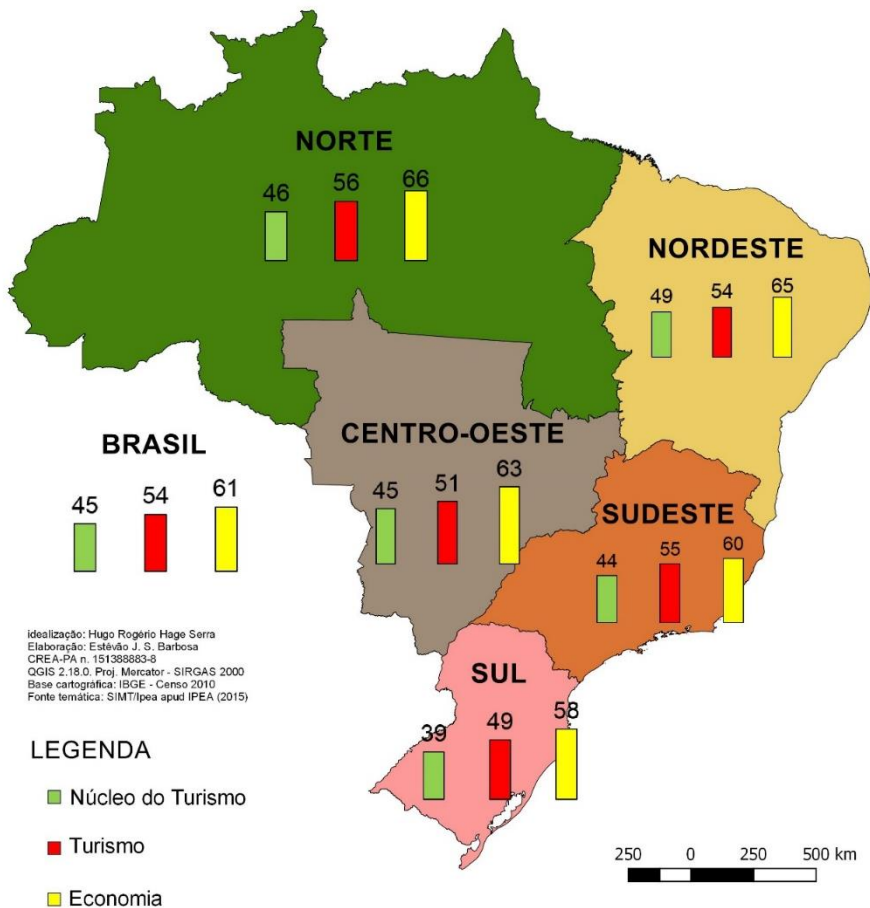 NORTE
46 56 66
NORDESTE
49 54 65
CENTRO-OESTE
45 51 63
BRASIL
45 54 61
SUDESTE
44 55 60
SUL
39 49 58
idealização: Hugo Rogério Hage Serra
Elaboração: Estêvão J. S. Barbosa
CREA-PA n. 151388883-8
QGIS 2.18.0. Proj. Mercator - SIRGAS 2000
Base cartográfica: IBGE - Censo 2010
Fonte temática: SIMT/Ipea apud IPEA (2015)
LEGENDA
Núcleo do Turismo
Turismo
Economia
250 0 250 500 km